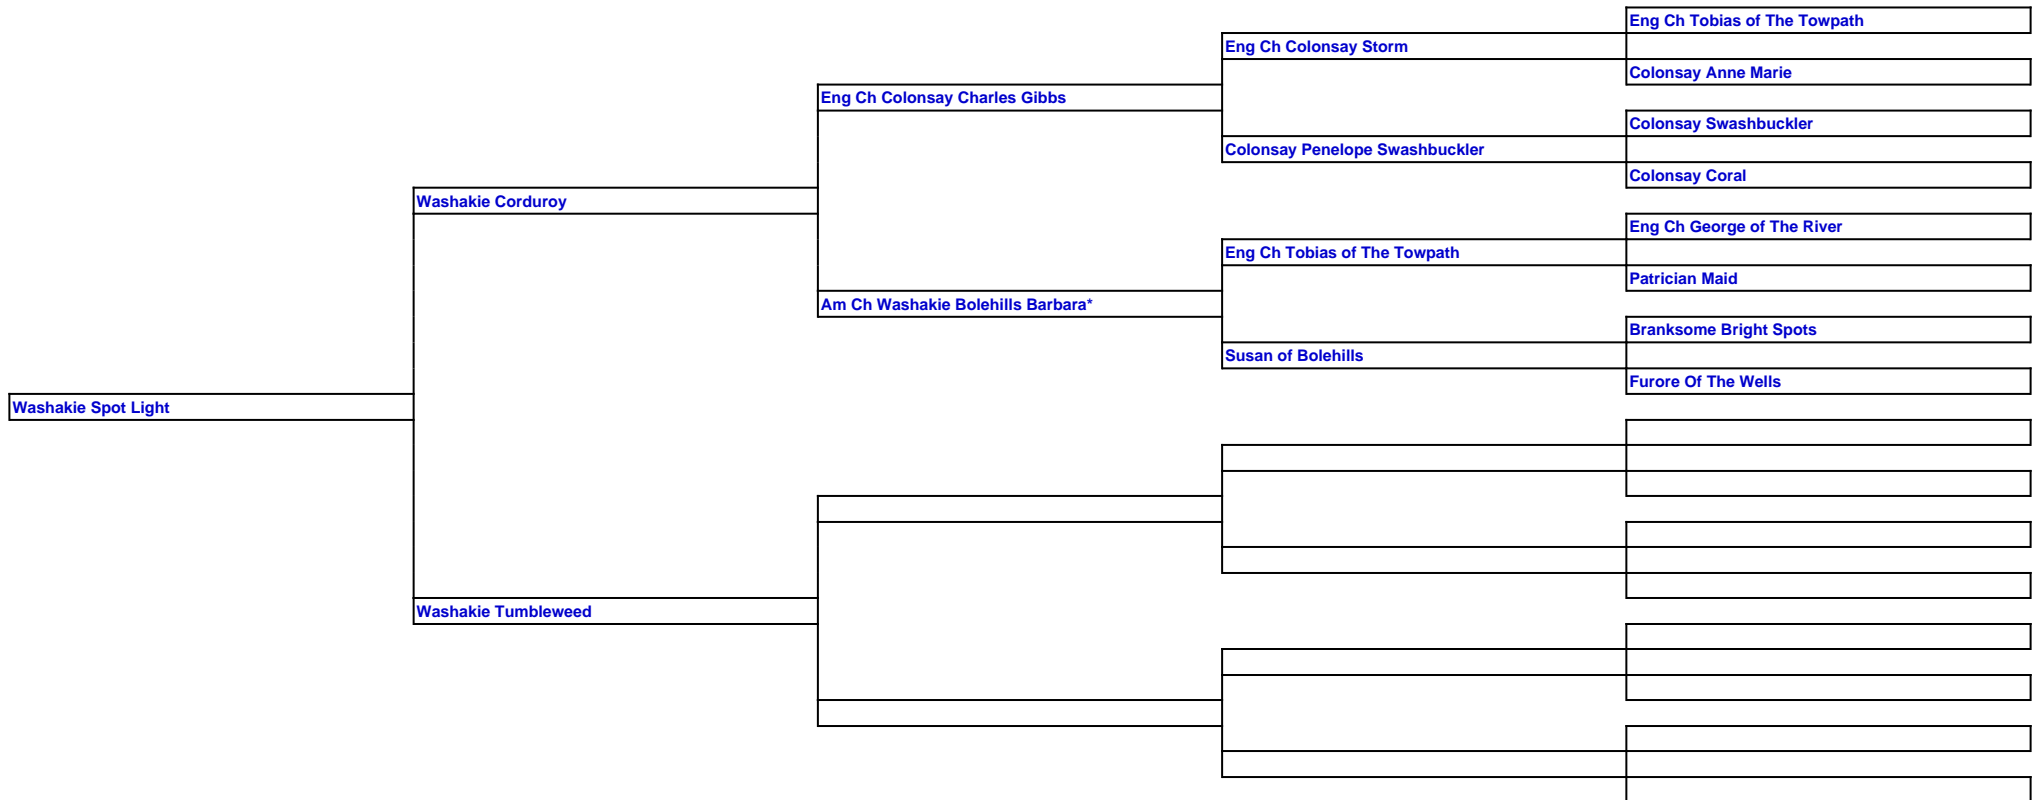 Eng Ch Tobias of The Towpath
Eng Ch Colonsay Storm
Colonsay Anne Marie
Eng Ch Colonsay Charles Gibbs
Colonsay Swashbuckler
Colonsay Penelope Swashbuckler
Colonsay Coral
Washakie Corduroy
Eng Ch George of The River
Eng Ch Tobias of The Towpath
Patrician Maid
Am Ch Washakie Bolehills Barbara*
Branksome Bright Spots
Susan of Bolehills
Furore Of The Wells
Washakie Spot Light
Washakie Tumbleweed